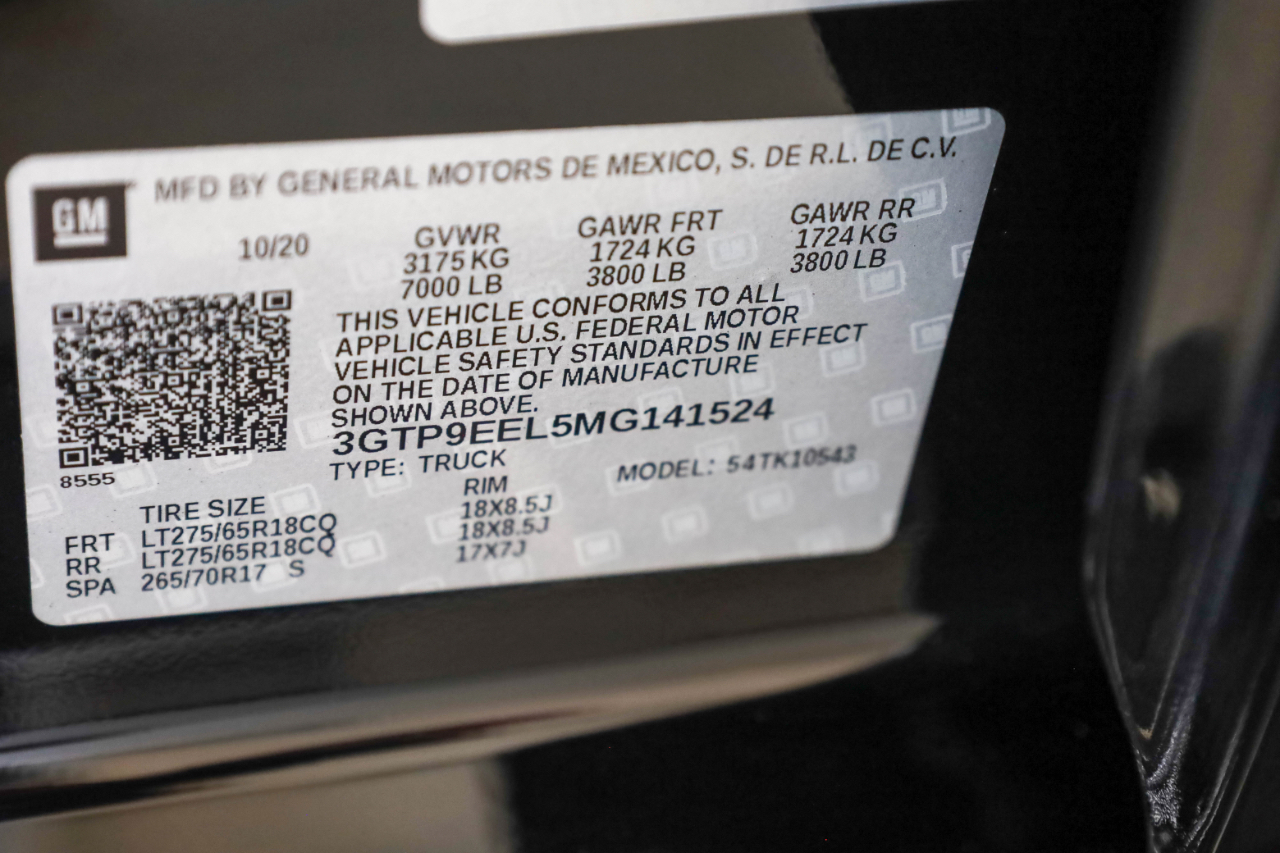 GM
MFD BY GENERAL MOTORS DE MEXICO, S. DE R.L. DE C.V.
10/20
GVWR GAWR FRT GAWR RR
3175 KG 1724 KG 1724 KG
7000 LB 3800 LB 3800 LB
THIS VEHICLE CONFORMS TO ALL
APPLICABLE U.S. FEDERAL MOTOR
VEHICLE SAFETY STANDARDS IN EFFECT
ON THE DATE OF MANUFACTURE
SHOWN ABOVE.
3GTP9EEL5MG141524
TYPE: TRUCK MODEL: 54TK10543
8555
TIRE SIZE RIM
FRT LT275/65R18CQ 18X8.5J
RR LT275/65R18CQ 18X8.5J
SPA 265/70R17 S 17X7J